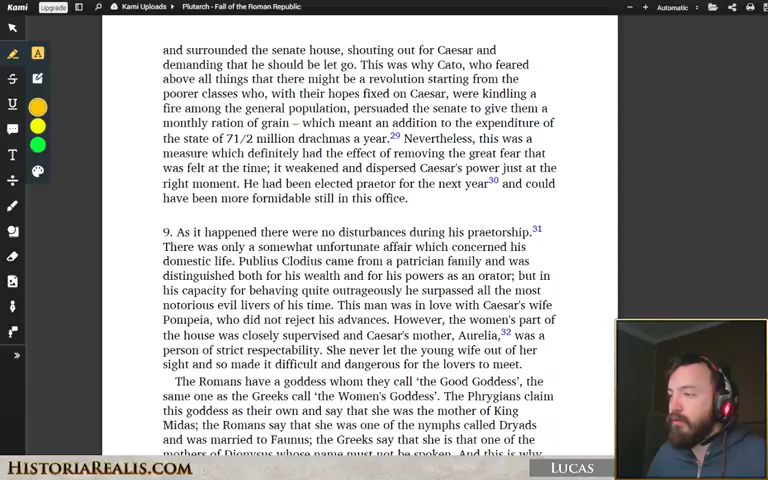 Kami Upgrade Kami Uploads › Plutarch - Fall of the Roman Republic Automatic
and surrounded the senate house, shouting out for Caesar and
demanding that he should be let go. This was why Cato, who feared
above all things that there might be a revolution starting from the
poorer classes who, with their hopes fixed on Caesar, were kindling a
fire among the general population, persuaded the senate to give them a
monthly ration of grain – which meant an addition to the expenditure of
the state of 71/2 million drachmas a year.29 Nevertheless, this was a
measure which definitely had the effect of removing the great fear that
was felt at the time; it weakened and dispersed Caesar's power just at the
right moment. He had been elected praetor for the next year30 and could
have been more formidable still in this office.
9. As it happened there were no disturbances during his praetorship.31
There was only a somewhat unfortunate affair which concerned his
domestic life. Publius Clodius came from a patrician family and was
distinguished both for his wealth and for his powers as an orator; but in
his capacity for behaving quite outrageously he surpassed all the most
notorious evil livers of his time. This man was in love with Caesar's wife
Pompeia, who did not reject his advances. However, the women's part of
the house was closely supervised and Caesar's mother, Aurelia,32 was a
person of strict respectability. She never let the young wife out of her
sight and so made it difficult and dangerous for the lovers to meet.
The Romans have a goddess whom they call 'the Good Goddess', the
same one as the Greeks call 'the Women's Goddess'. The Phrygians claim
this goddess as their own and say that she was the mother of King
Midas; the Romans say that she was one of the nymphs called Dryads
and was married to Faunus; the Greeks say that she is that one of the
mothers of Dionysus whose name must not be spoken. And this is why
HISTORIAREALIS.COM
LUCAS